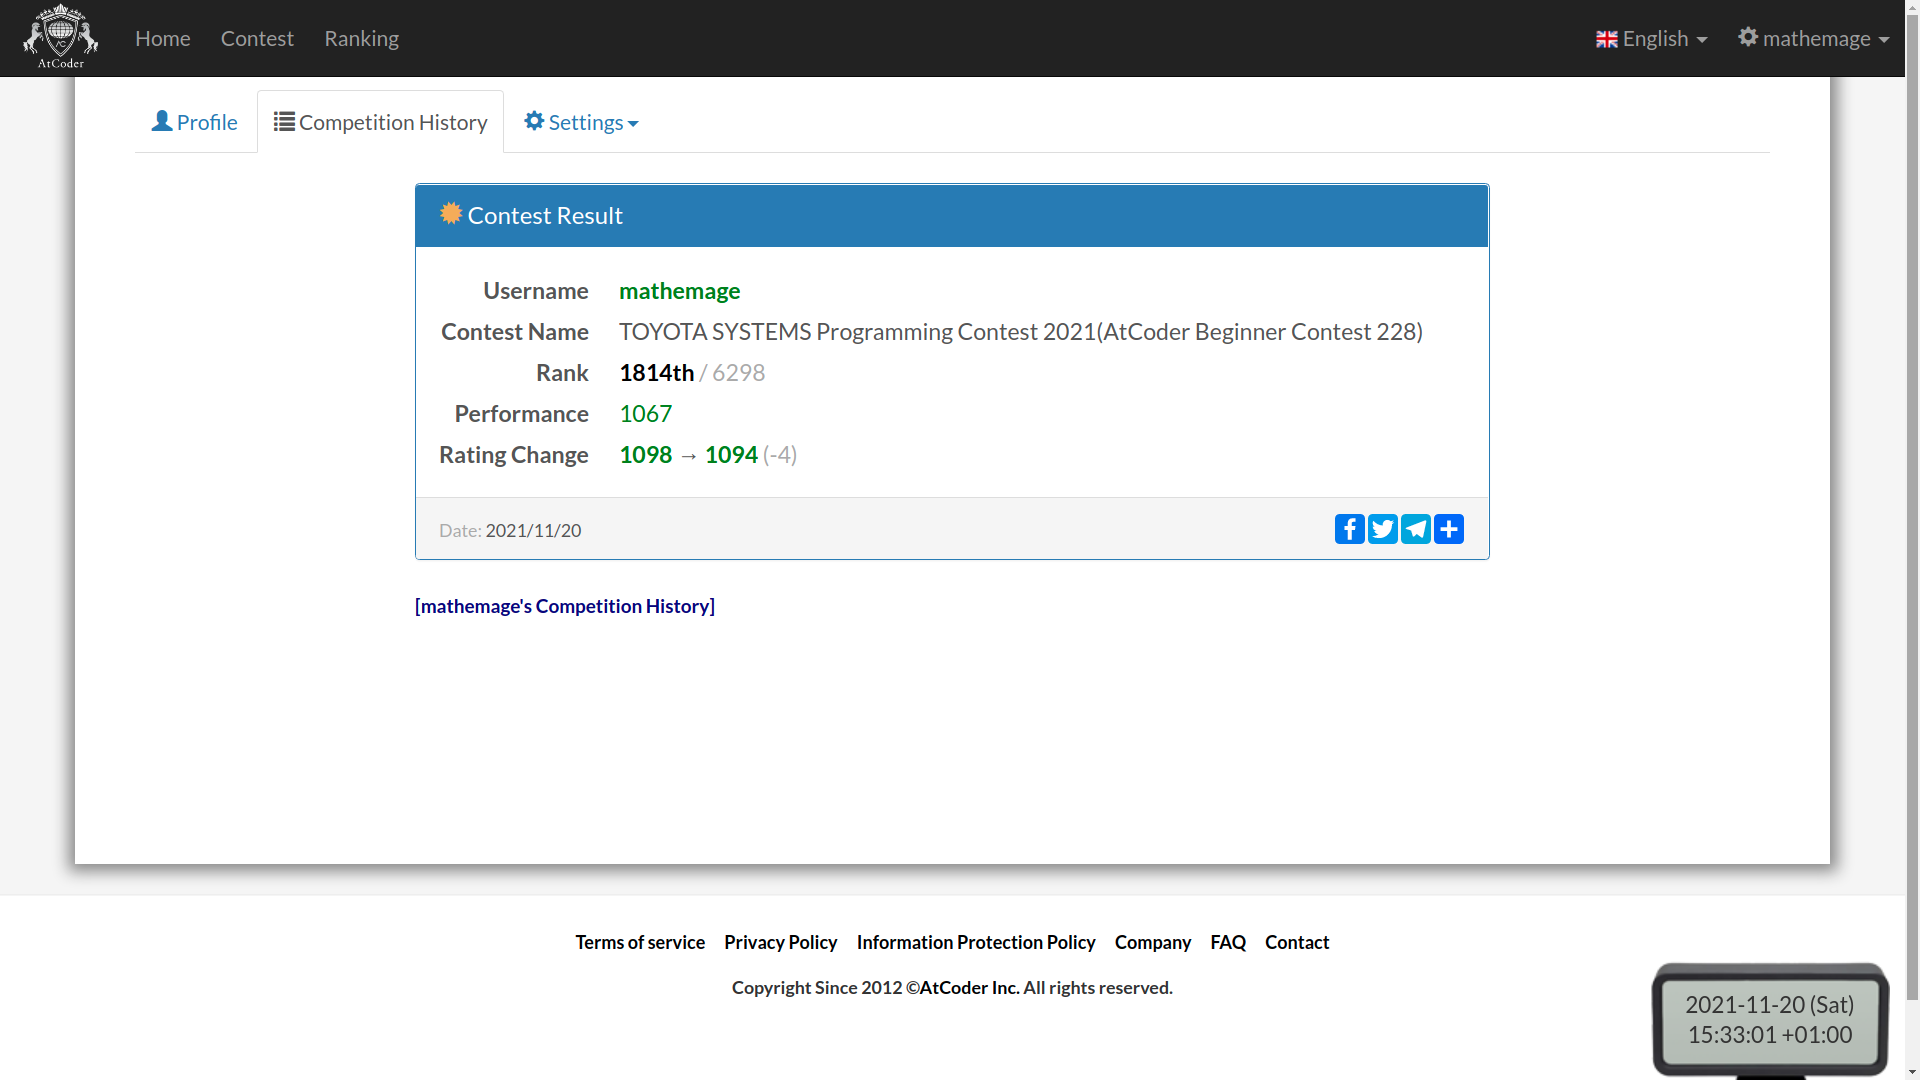 AtCoder
Home Contest Ranking English mathemage
Profile Competition History Settings
Contest Result
Username mathemage
Contest Name TOYOTA SYSTEMS Programming Contest 2021(AtCoder Beginner Contest 228)
Rank 1814th / 6298
Performance 1067
Rating Change 1098 → 1094 (-4)
Date: 2021/11/20
[mathemage's Competition History]
Terms of service Privacy Policy Information Protection Policy Company FAQ Contact
Copyright Since 2012 ©AtCoder Inc. All rights reserved.
2021-11-20 (Sat)
15:33:01 +01:00